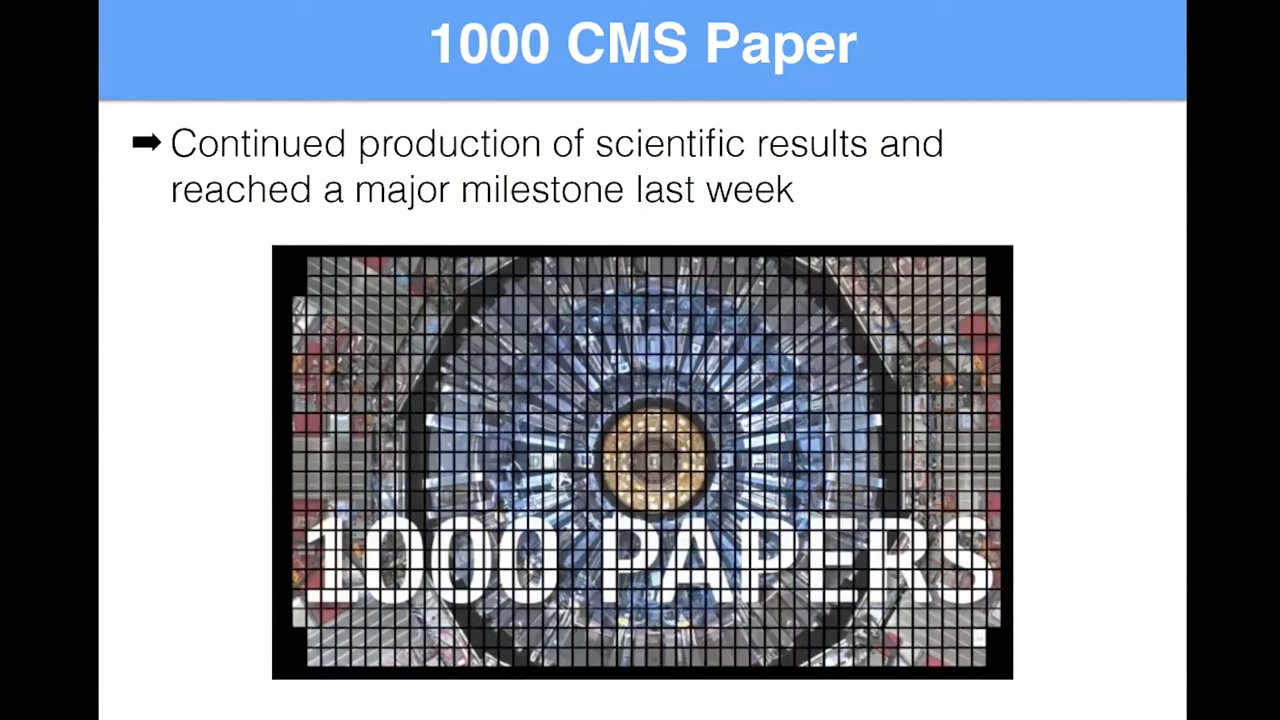 1000 CMS Paper
➡ Continued production of scientific results and
reached a major milestone last week
1000 PAPERS